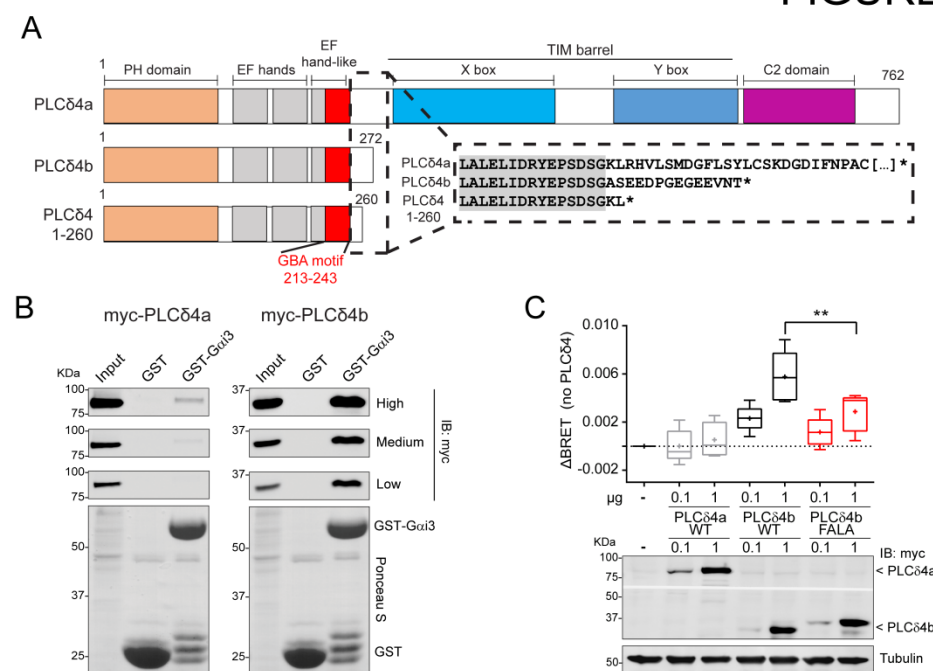 FIGURE
A
EF
hand-like
TIM barrel
1
PH domain
EF hands
X box
Y box
C2 domain
762
PLCδ4a
1
272
PLCδ4b
1
260
PLCδ4
1-260
GBA motif
213-243
PLCδ4a
LALELIDRYEPSDSGKLRHVLSMDGFLSYLCSKDGDIFNPAC[…]*
PLCδ4b
LALELIDRYEPSDSGASEEDPGEGEEVNT*
PLCδ4
1-260
LALELIDRYEPSDSGKL*
B
myc-PLCδ4a
myc-PLCδ4b
Input
GST
GST-Gαi3
Input
GST
GST-Gαi3
KDa
100
75
100
75
100
75
50
37
25
37
37
37
High
Medium
Low
IB: myc
GST-Gαi3
Ponceau S
GST
C
**
0.010
0.006
0.002
-0.002
ΔBRET (no PLCδ4)
µg
-
0.1
1
0.1
1
0.1
1
PLCδ4a
WT
PLCδ4b
WT
PLCδ4b
FALA
KDa
-
0.1
1
0.1
1
0.1
1
IB: myc
100
75
50
37
50
< PLCδ4a
< PLCδ4b
Tubulin